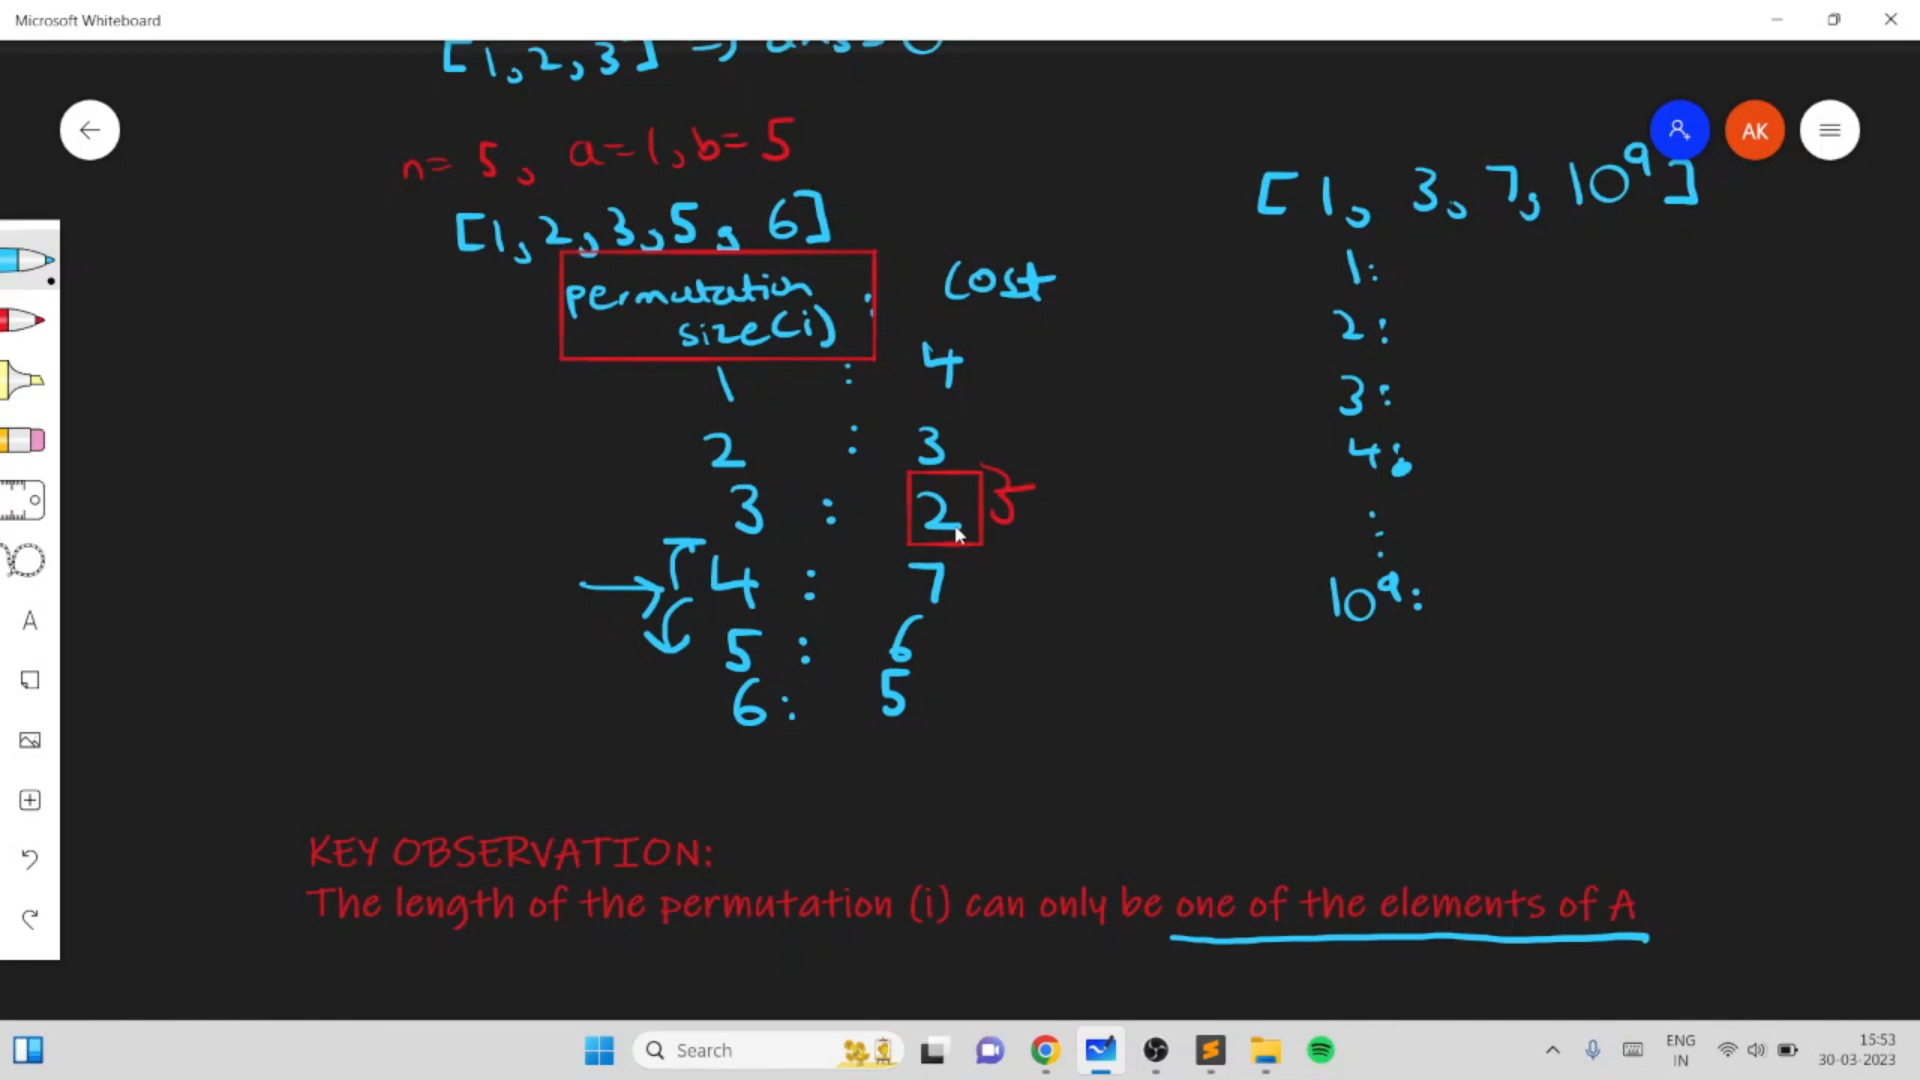 Microsoft Whiteboard
[1,2,3] → ans = 0
n= 5, a=1, b= 5
[1,2,3,5, 6]
permutation size(i) : cost
1 : 4
2 : 3
3 : 2
4 : 7
5 : 6
6 : 5
AK
[1, 3, 7, 10⁹]
1:
2:
3:
4:
:
10⁹:
KEY OBSERVATION:
The length of the permutation (i) can only be one of the elements of A
A
Search
ENG
IN
15:53
30-03-2023